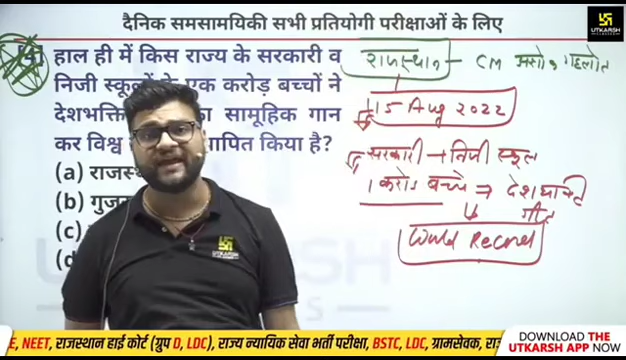 दैनिक समसामयिकी सभी प्रतियोगी परीक्षाओं के लिए
UTKARSH
हाल ही में किस राज्य के सरकारी व
निजी स्कूलों के एक करोड़ बच्चों ने
देशभक्ति का सामूहिक गान
कर विश्व है?
(a)
(b)
राजस्थान - CM अशोक गहलोत
15 Aug 2022
सरकारी → निजी स्कूल
1 करोड़ बच्चे ⇒ देशभक्ति
गीत
World Record
UTKARSH
E, NEET, राजस्थान हाई कोर्ट (ग्रुप D, LDC), राज्य न्यायिक सेवा भर्ती परीक्षा, BSTC, LDC, ग्रामसेवक,
DOWNLOAD THE
UTKARSH APP NOW